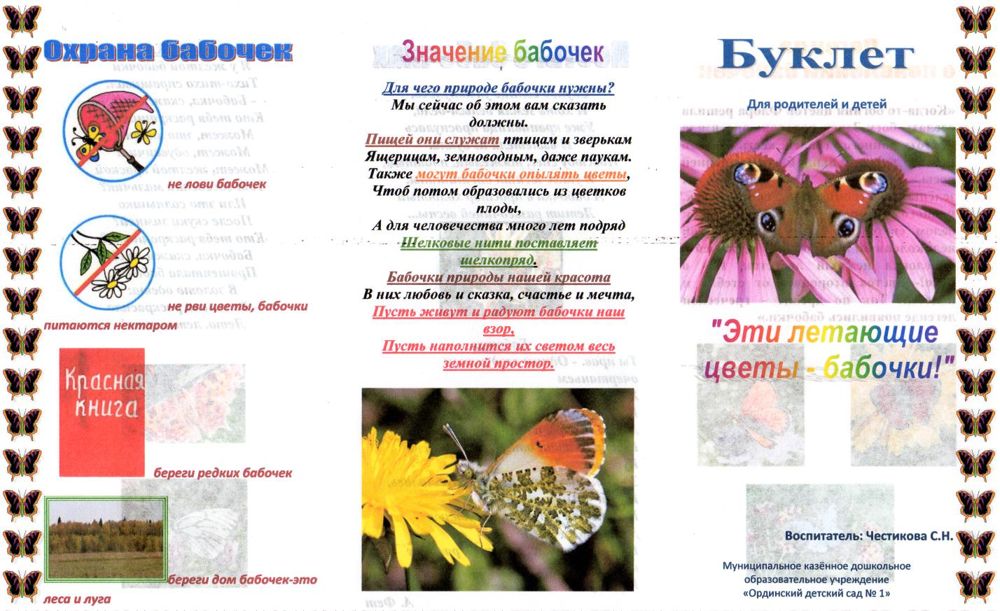 Охрана бабочек
не лови бабочек
не рви цветы, бабочки
питаются нектаром
Красная
книга
береги редких бабочек
береги дом бабочек-это
леса и луга
Значение бабочек
Для чего природе бабочки нужны?
Мы сейчас об этом вам сказать
должны.
Пищей они служат птицам и зверькам
Ящерицам, земноводным, даже паукам.
Также могут бабочки опылять цветы,
Чтоб потом образовались из цветков
плоды,
А для человечества много лет подряд
Шелковые нити поставляет
шелкопряд.
Бабочки природы нашей красота
В них любовь и сказка, счастье и мечта,
Пусть живут и радуют бабочки наш
взор,
Пусть наполнится их светом весь
земной простор.
Буклет
Для родителей и детей
"Эти летающие
цветы - бабочки!"
Воспитатель: Честикова С.Н.
Муниципальное казённое дошкольное
образовательное учреждение
«Ординский детский сад № 1»